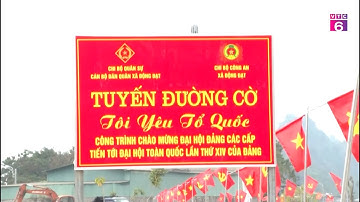 VTC
6
CHI BỘ QUÂN SỰ
CÁN BỘ DÂN QUÂN XÃ ĐỘNG ĐẠT
CHI BỘ CÔNG AN
XÃ ĐỘNG ĐẠT
TUYẾN ĐƯỜNG CỜ
Tôi Yêu Tổ Quốc
CÔNG TRÌNH CHÀO MỪNG ĐẠI HỘI ĐẢNG CÁC CẤP
TIẾN TỚI ĐẠI HỘI TOÀN QUỐC LẦN THỨ XIV CỦA ĐẢNG